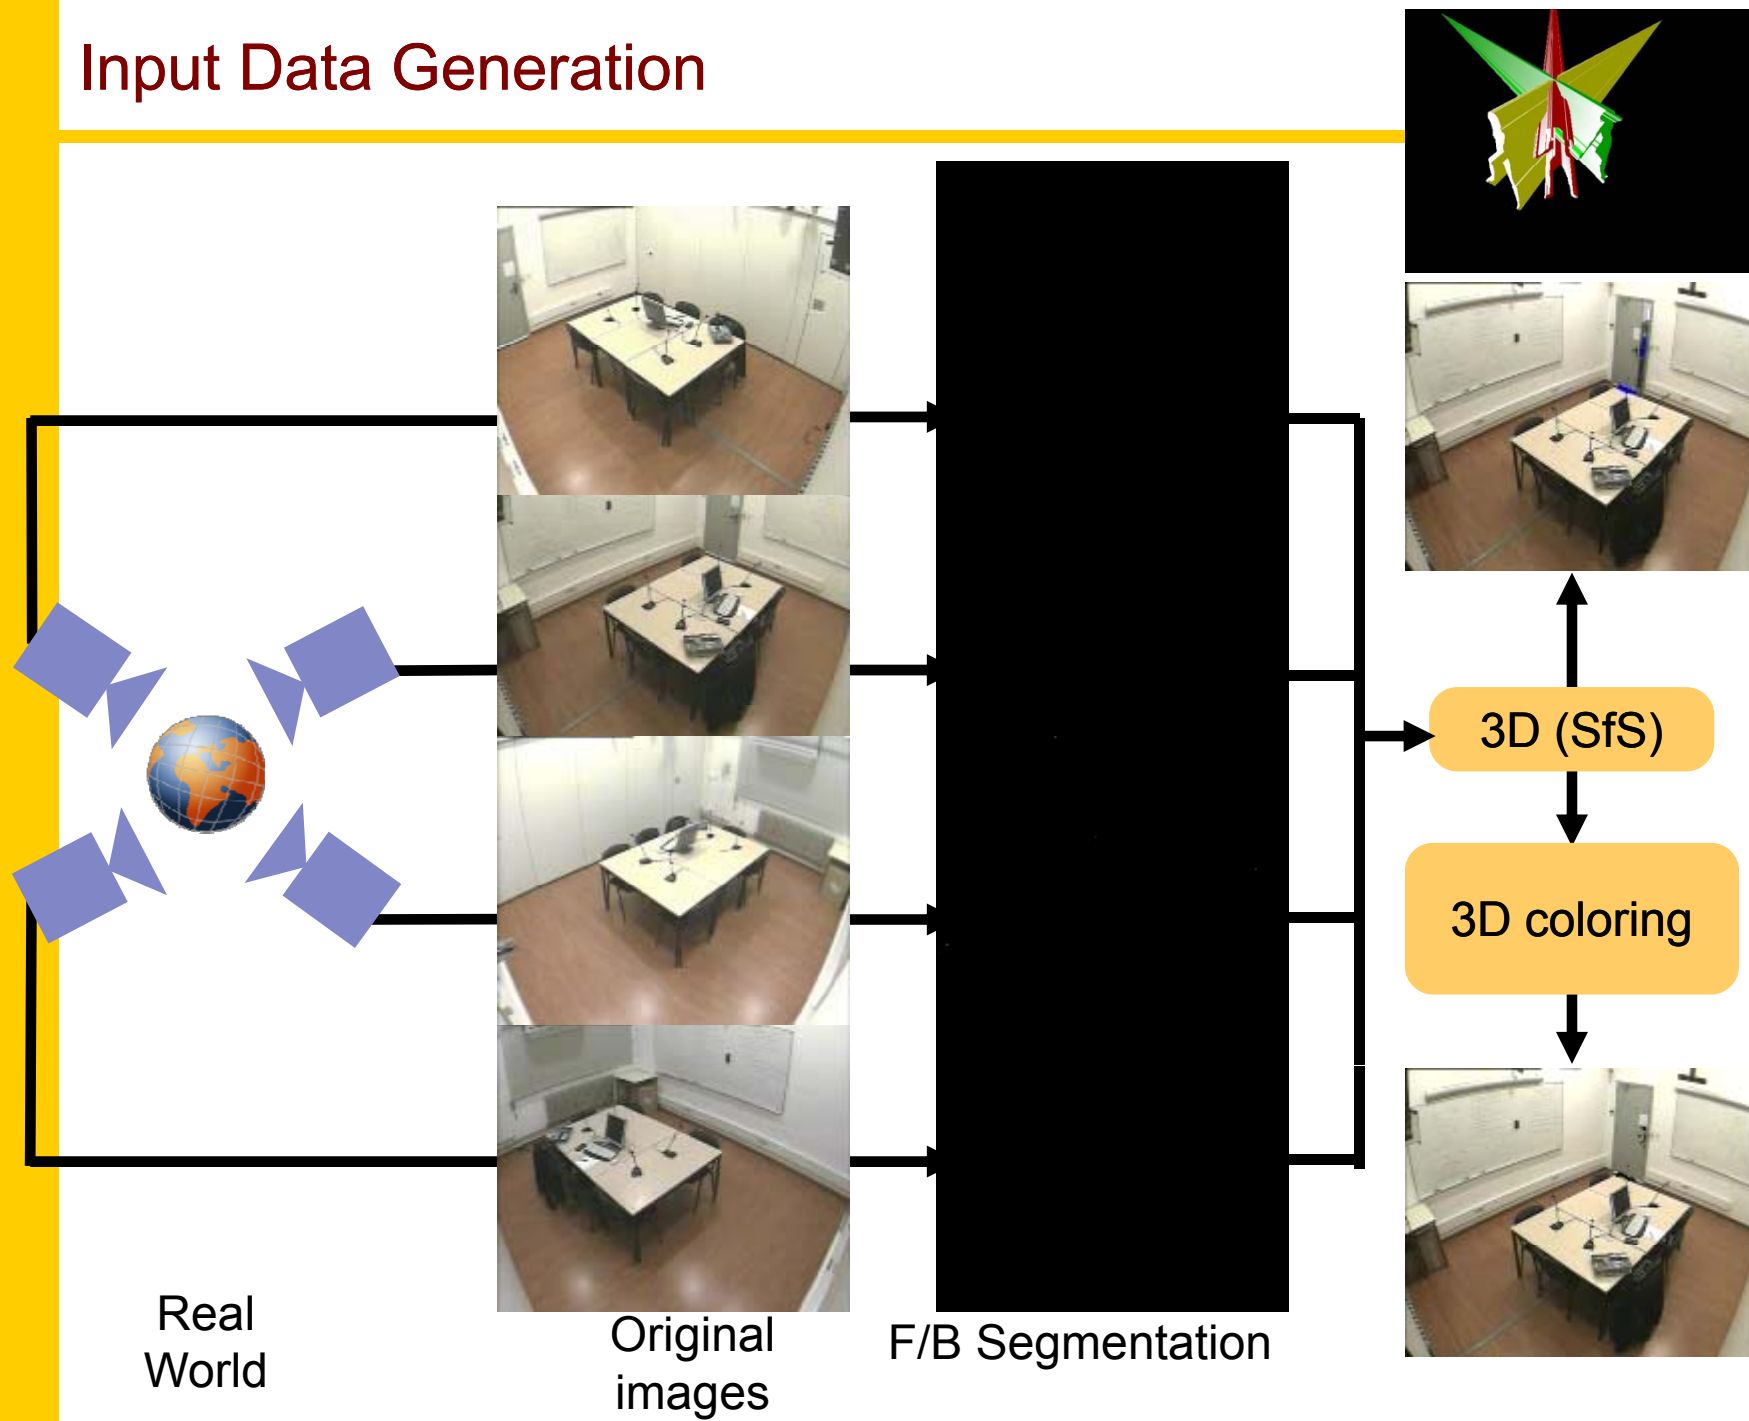 Input Data Generation
3D (SfS)
3D coloring
Real
World
Original
images
F/B Segmentation